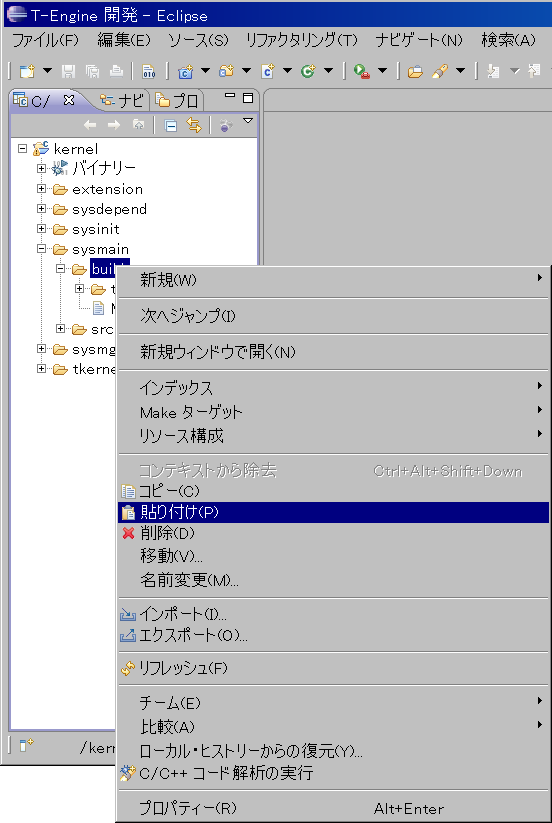 T-Engine 開発 - Eclipse
ファイル(F) 編集(E) ソース(S) リファクタリング(T) ナビゲート(N) 検索(A)
C/ ナビ プロ
kernel
バイナリー
extension
sysdepend
sysinit
sysmain
build
src
新規(W)
次へジャンプ(I)
新規ウィンドウで開く(N)
インデックス
Make ターゲット
リソース構成
コンテキストから除去 Ctrl+Alt+Shift+Down
コピー(C)
貼り付け(P)
削除(D)
移動(V)...
名前変更(M)...
インポート(I)...
エクスポート(O)...
リフレッシュ(F)
チーム(E)
比較(A)
ローカル・ヒストリーからの復元(Y)...
C/C++ コード解析の実行
プロパティー(R) Alt+Enter
sysmg
tkerne
/kern